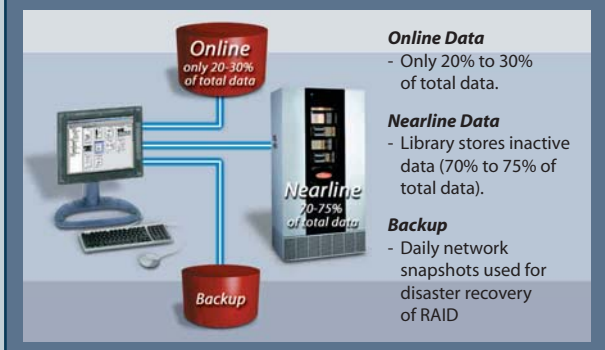 Online
only 20-30%
of total data
Nearline
70-75%
of total data
Backup
Online Data
- Only 20% to 30%
of total data.
Nearline Data
- Library stores inactive
data (70% to 75% of
total data).
Backup
- Daily network
snapshots used for
disaster recovery
of RAID